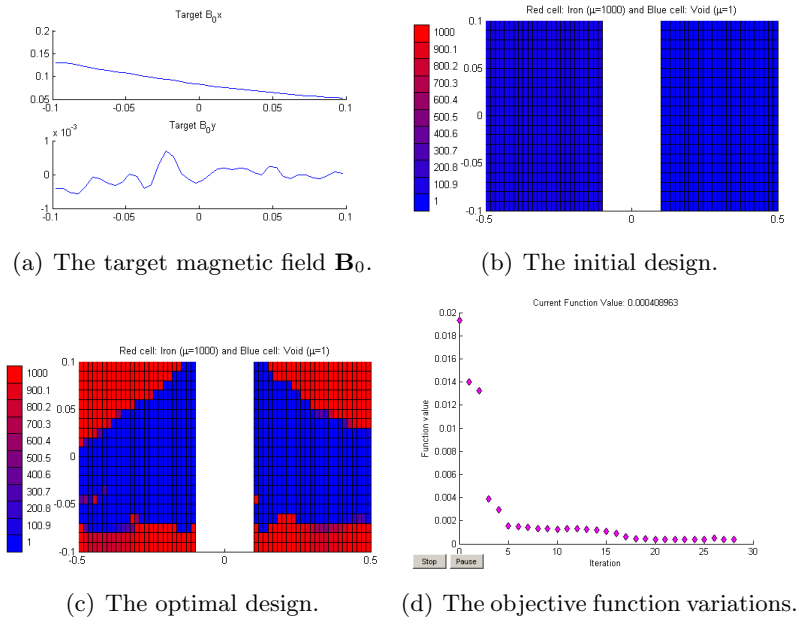 Target B0x
0.2
0.15
0.1
0.05
-0.1 -0.05 0 0.05 0.1
x 10^-3
Target B0y
1
0
-1
-0.1 -0.05 0 0.05 0.1
(a) The target magnetic field B0.
Red cell: Iron (μ=1000) and Blue cell: Void (μ=1)
1000
900.1
800.2
700.3
600.4
500.5
400.6
300.7
200.8
100.9
1
0.1
0.05
0
-0.05
-0.1
-0.5 0 0.5
(b) The initial design.
Red cell: Iron (μ=1000) and Blue cell: Void (μ=1)
1000
900.1
800.2
700.3
600.4
500.5
400.6
300.7
200.8
100.9
1
0.1
0.05
0
-0.05
-0.1
-0.5 0 0.5
(c) The optimal design.
Current Function Value: 0.000408963
Function value
0.02
0.018
0.016
0.014
0.012
0.01
0.008
0.006
0.004
0.002
0
0 5 10 15 20 25 30
Iteration
Stop Pause
(d) The objective function variations.